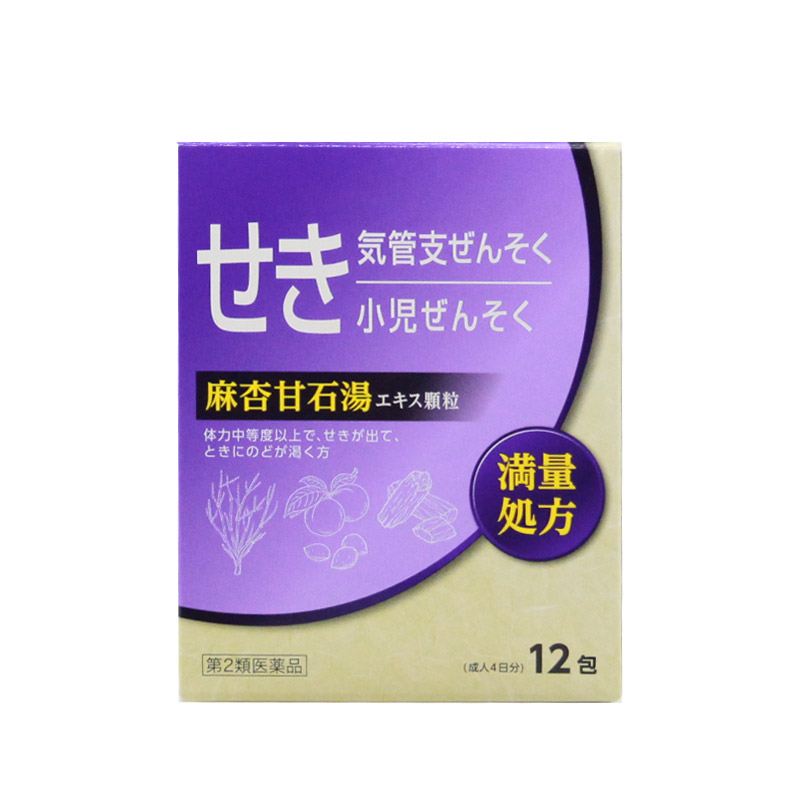 せき
気管支ぜんそく
小児ぜんそく
麻杏甘石湯エキス顆粒
体力中等度以上で、せきが出て、
ときにのどが渇く方
満量
処方
第2類医薬品
(成人4日分) 12包